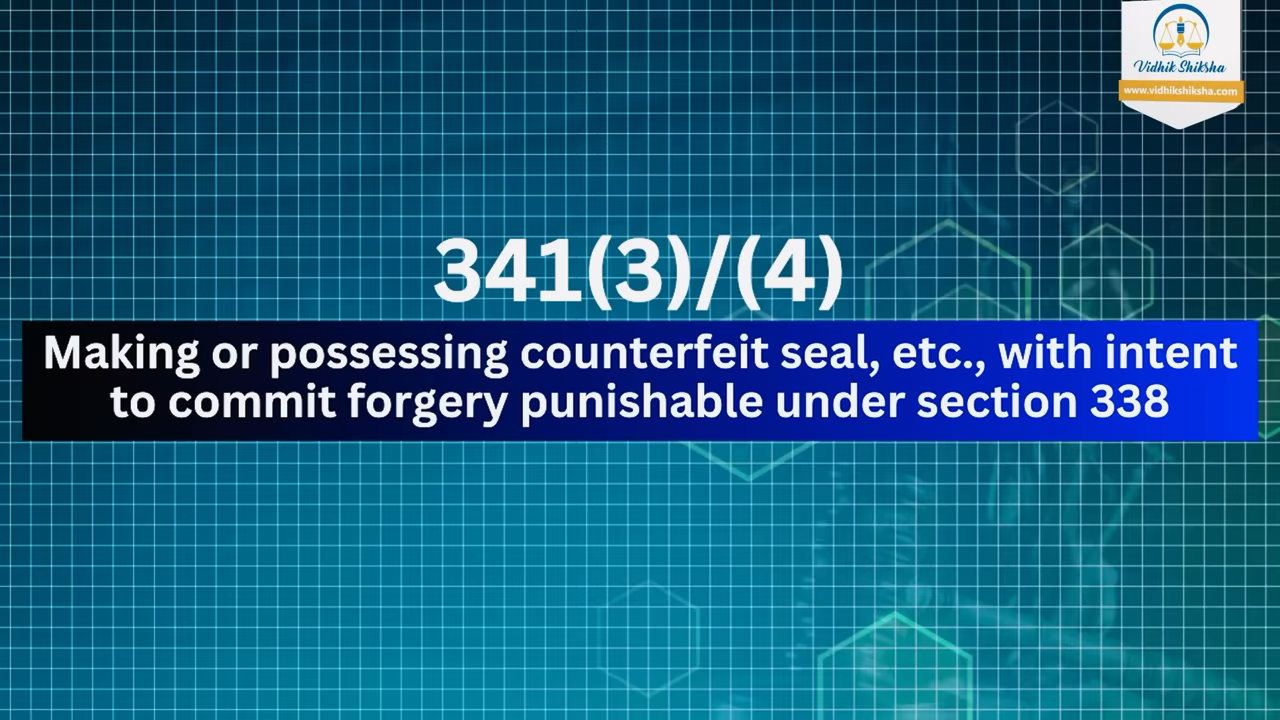 Vidhik Shiksha
www.vidhikshiksha.com
341(3)/(4)
Making or possessing counterfeit seal, etc., with intent
to commit forgery punishable under section 338